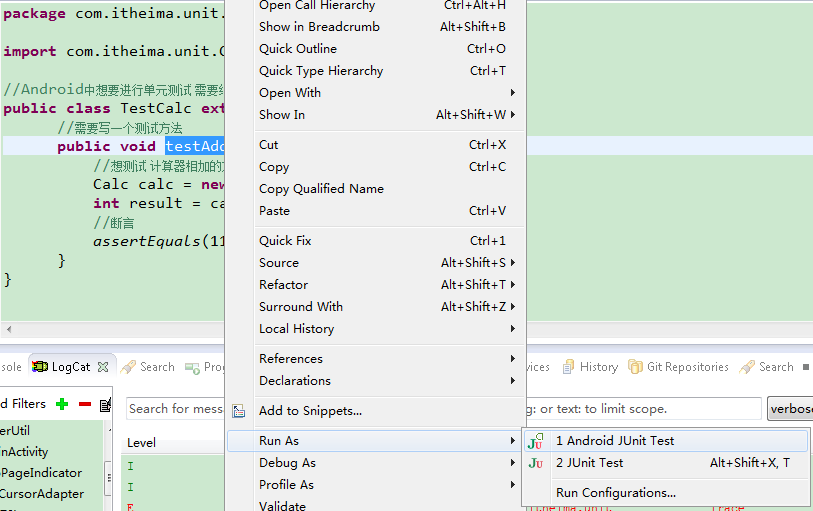 package com.itheima.unit.
import com.itheima.unit.
//Android中想要进行单元测试 需要
public class TestCalc ext
//需要写一个测试方法
public void testAdd
//想测试 计算器相加的
Calc calc = new
int result = ca
//断言
assertEquals(11
}
}
Open Call Hierarchy Ctrl+Alt+H
Show in Breadcrumb Alt+Shift+B
Quick Outline Ctrl+O
Quick Type Hierarchy Ctrl+T
Open With
Show In Alt+Shift+W
Cut Ctrl+X
Copy Ctrl+C
Copy Qualified Name
Paste Ctrl+V
Quick Fix Ctrl+1
Source Alt+Shift+S
Refactor Alt+Shift+T
Surround With Alt+Shift+Z
Local History
References
Declarations
Add to Snippets...
Run As
Debug As
Profile As
Validate
1 Android JUnit Test
2 JUnit Test Alt+Shift+X, T
Run Configurations...
sole LogCat Search Pro vices History Git Repositories Search
d Filters
Search for mess g: or text: to limit scope. verbose
erUtil
inActivity
PageIndicator
CursorAdapter
Level
I
I
E